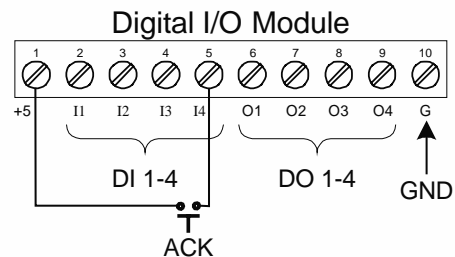 Digital I/O Module
1 2 3 4 5 6 7 8 9 10
+5 I1 I2 I3 I4 O1 O2 O3 O4 G
DI 1-4 DO 1-4 GND
ACK